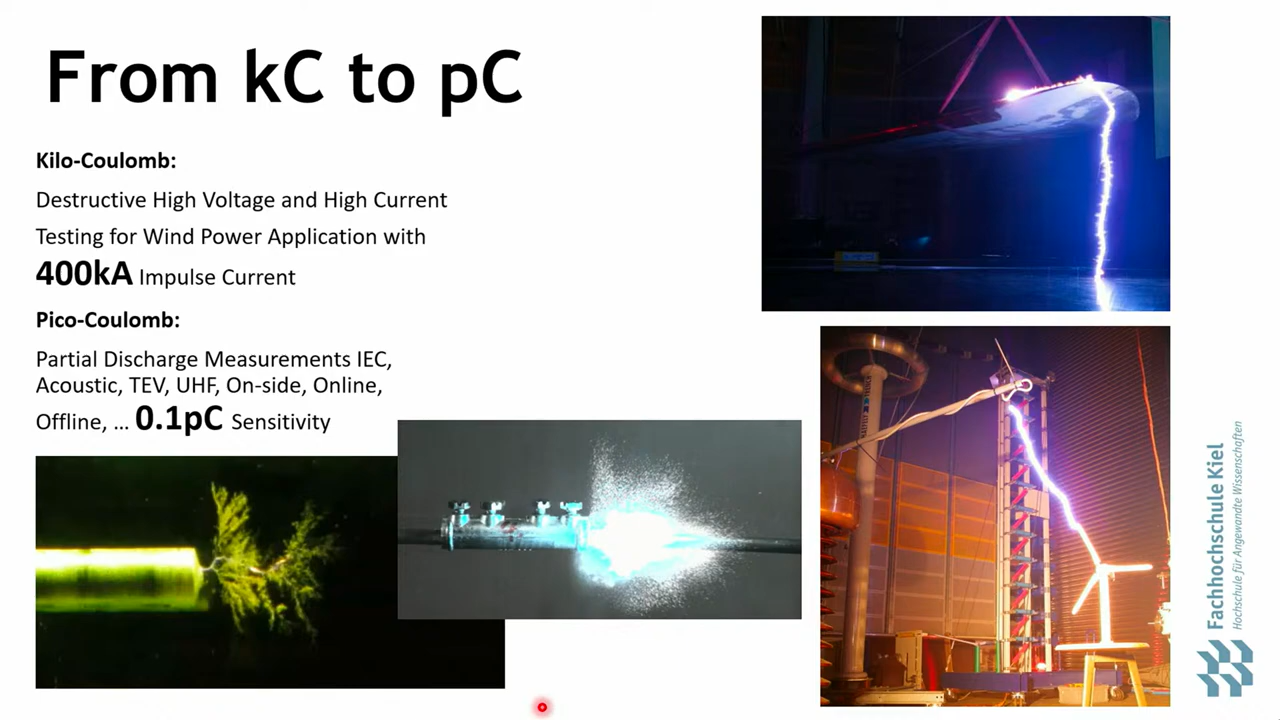 From kC to pC
Kilo-Coulomb:
Destructive High Voltage and High Current
Testing for Wind Power Application with
400kA Impulse Current
Pico-Coulomb:
Partial Discharge Measurements IEC,
Acoustic, TEV, UHF, On-side, Online,
Offline, ... 0.1pC Sensitivity
Fachhochschule Kiel
Hochschule für Angewandte Wissenschaften